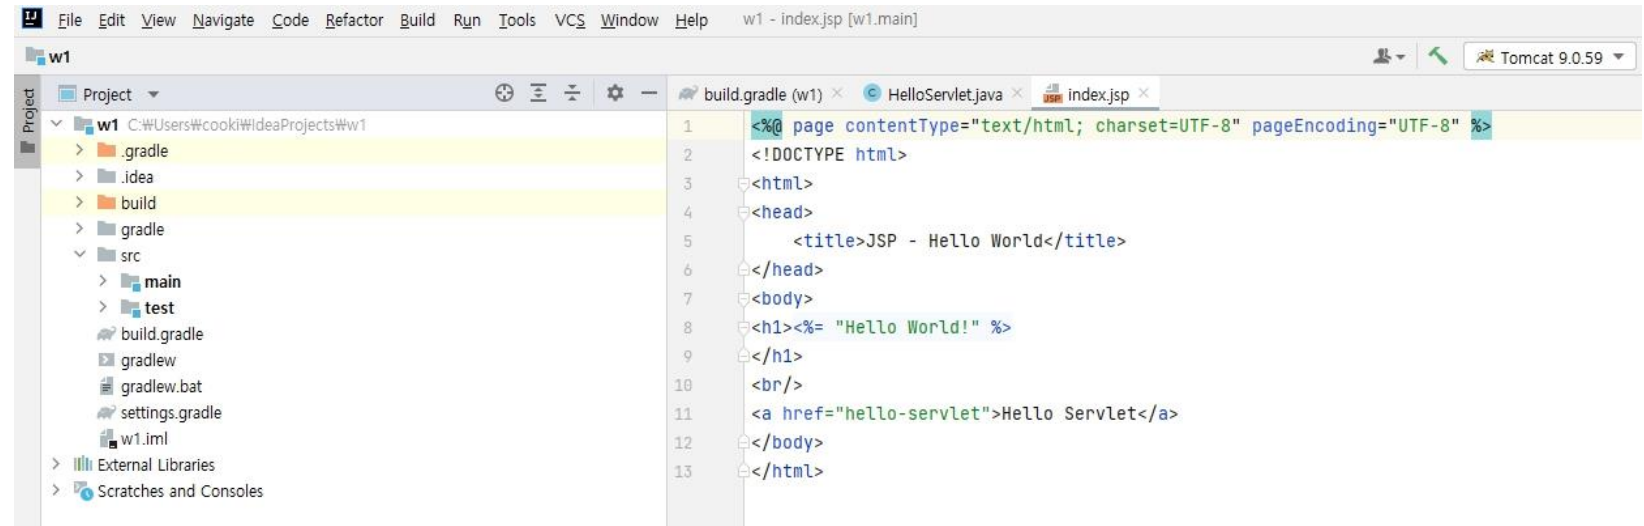 IJ File Edit View Navigate Code Refactor Build Run Tools VCS Window Help w1 - index.jsp [w1.main]
w1 Tomcat 9.0.59
Project
Project
build.gradle (w1) HelloServlet.java index.jsp
w1 C:₩Users₩cooki₩IdeaProjects₩w1
.gradle
.idea
build
gradle
src
main
test
build.gradle
gradlew
gradlew.bat
settings.gradle
w1.iml
External Libraries
Scratches and Consoles
1 <%@ page contentType="text/html; charset=UTF-8" pageEncoding="UTF-8" %>
2 <!DOCTYPE html>
3 <html>
4 <head>
5 <title>JSP - Hello World</title>
6 </head>
7 <body>
8 <h1><%= "Hello World!" %>
9 </h1>
10 <br/>
11 <a href="hello-servlet">Hello Servlet</a>
12 </body>
13 </html>